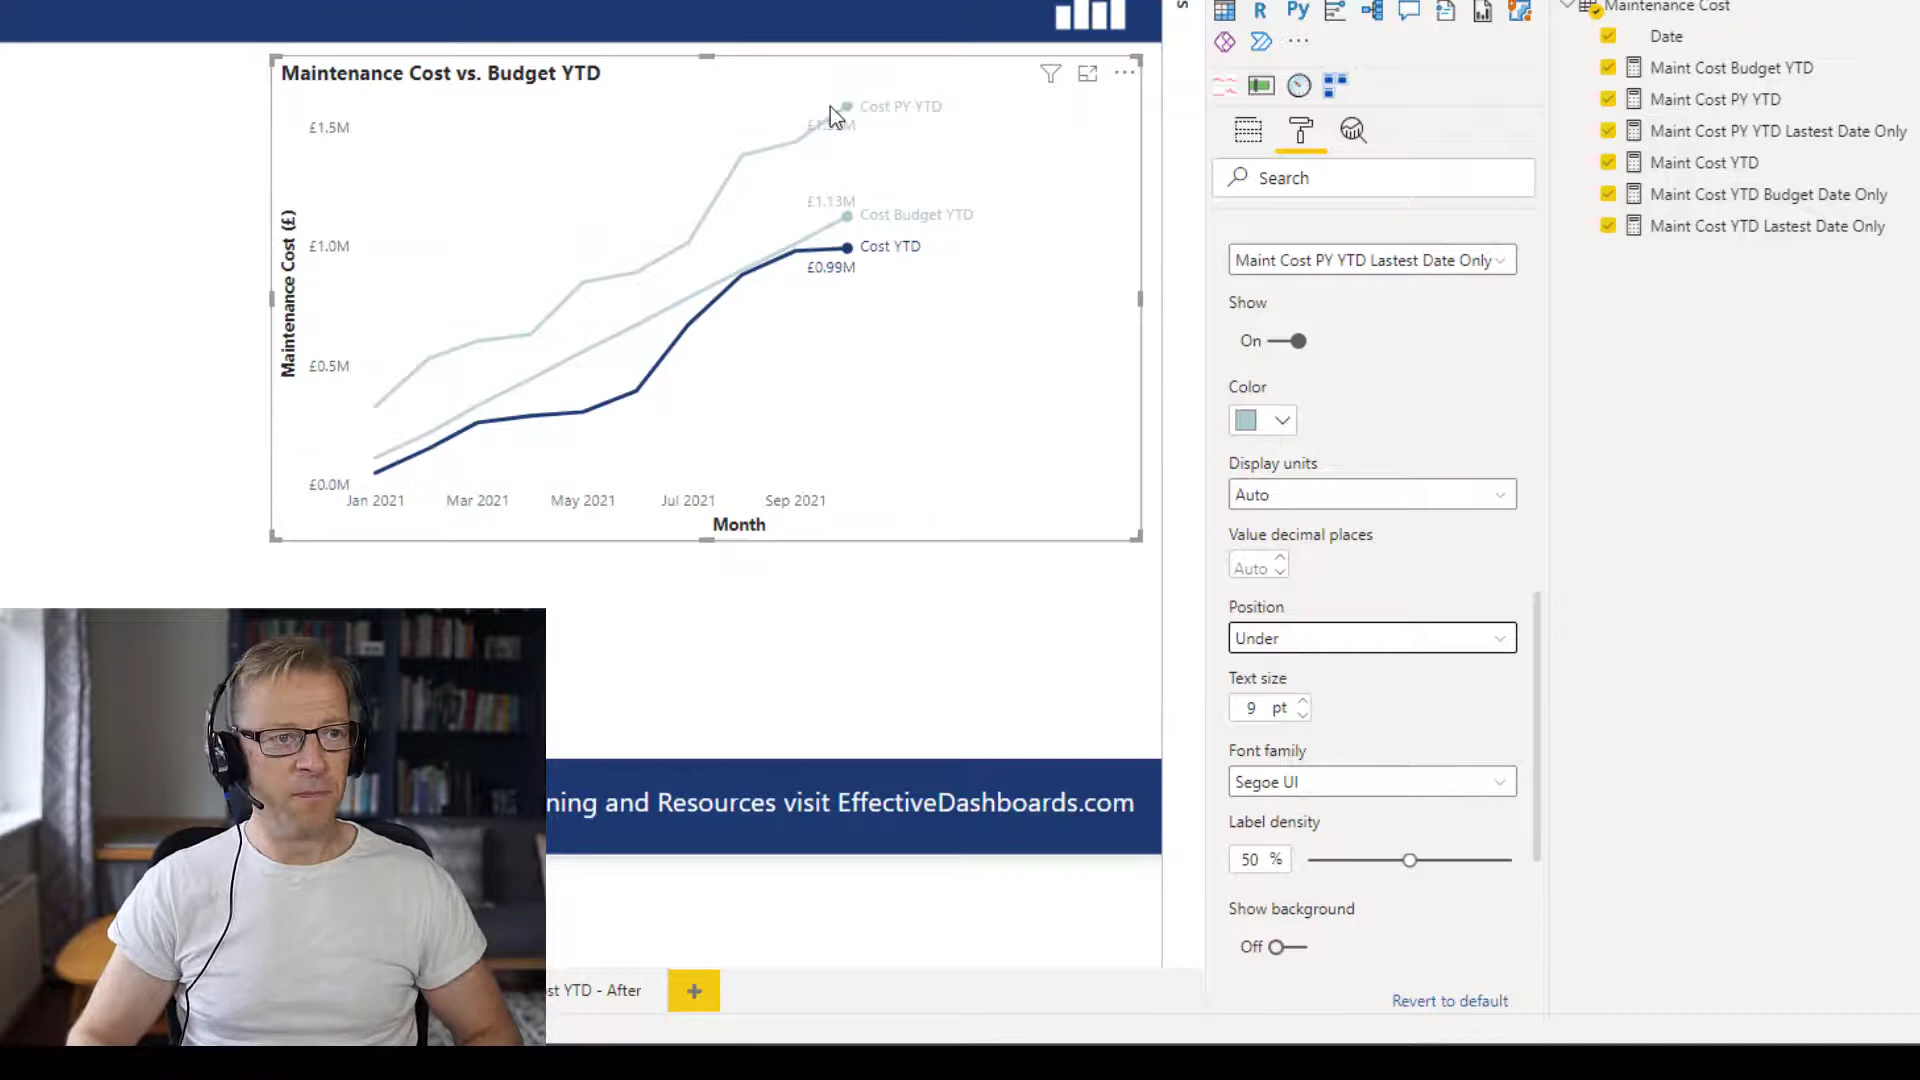 R
Py
Maintenance Cost
Date
Maintenance Cost vs. Budget YTD
Maint Cost Budget YTD
Maint Cost PY YTD
Maint Cost PY YTD Lastest Date Only
Maint Cost YTD
Maint Cost YTD Budget Date Only
Maint Cost YTD Lastest Date Only
Cost PY YTD
£1.5M
£1.13M
Cost Budget YTD
£1.0M
Cost YTD
£0.99M
£0.5M
£0.0M
Maintenance Cost (£)
Jan 2021
Mar 2021
May 2021
Jul 2021
Sep 2021
Month
Search
Maint Cost PY YTD Lastest Date Only
Show
On
Color
Display units
Auto
Value decimal places
Auto
Position
Under
Text size
9 pt
Font family
Segoe UI
Label density
50 %
Show background
Off
Revert to default
ning and Resources visit EffectiveDashboards.com
st YTD - After
+